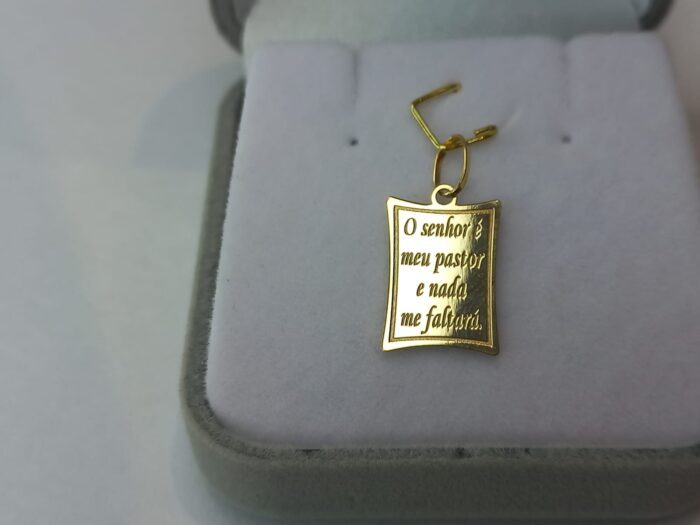 O senhor é
meu pastor
e nada
me faltará.